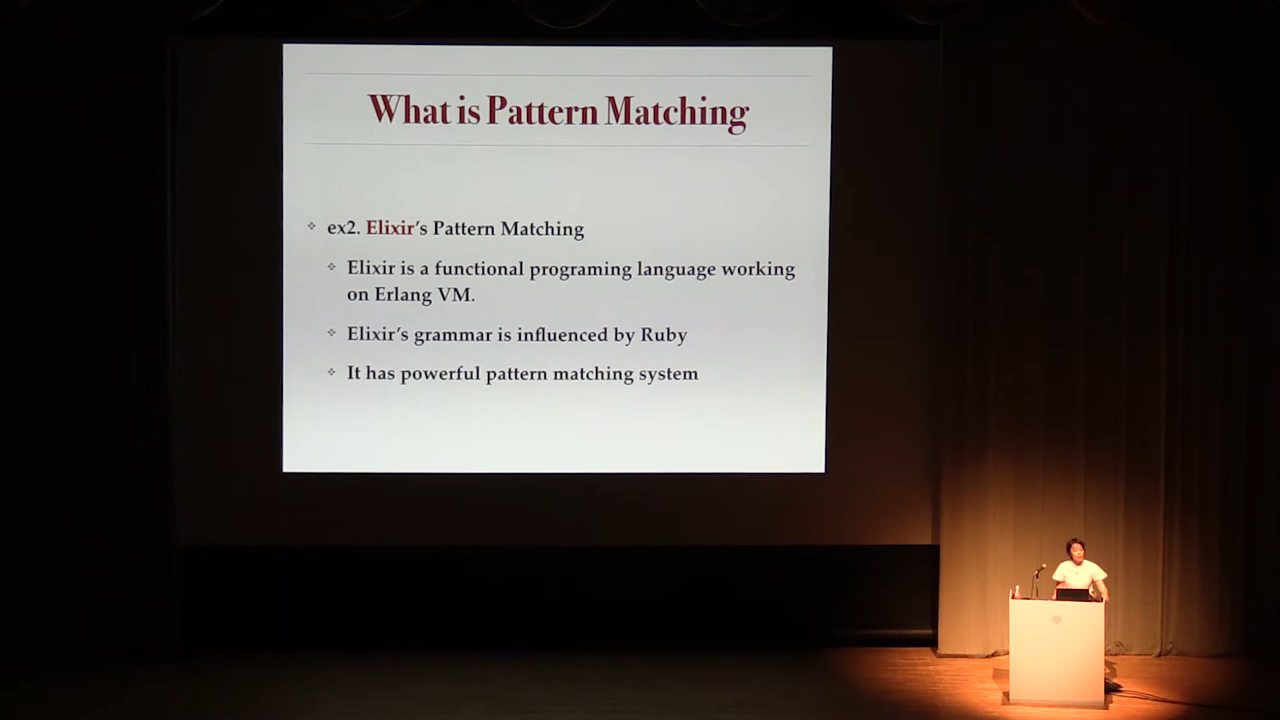 What is Pattern Matching
ex2. Elixir's Pattern Matching
Elixir is a functional programing language working
on Erlang VM.
Elixir's grammar is influenced by Ruby
It has powerful pattern matching system